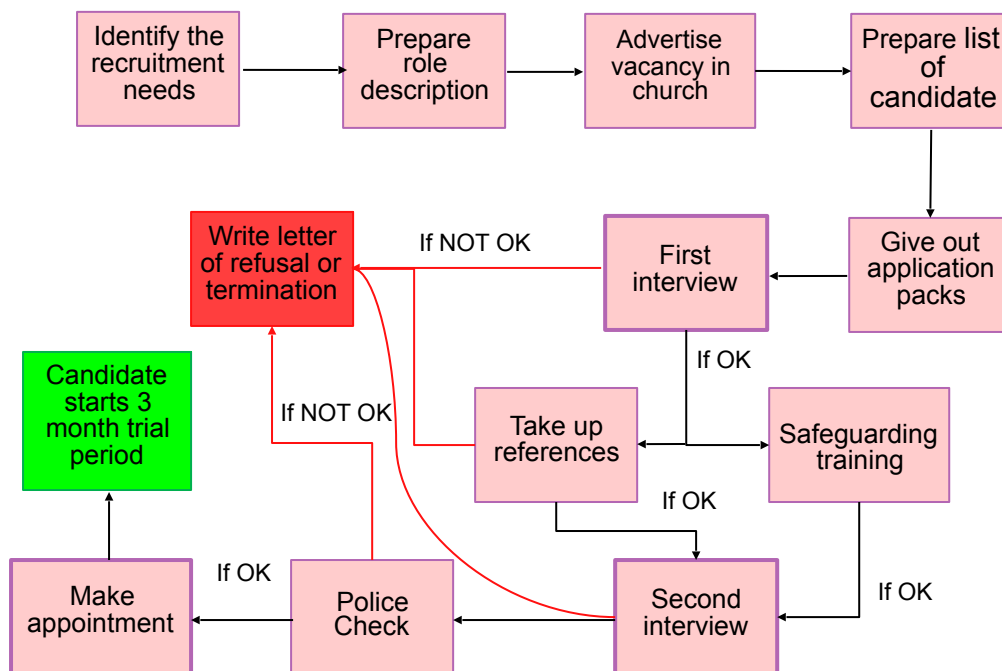 Identify the
recruitment
needs
Prepare
role
description
Advertise
vacancy in
church
Prepare list
of
candidate
Write letter
of refusal or
termination
If NOT OK
First
interview
Give out
application
packs
If OK
Candidate
starts 3
month trial
period
If NOT OK
Take up
references
Safeguarding
training
If OK
If OK
Make
appointment
If OK
Police
Check
Second
interview